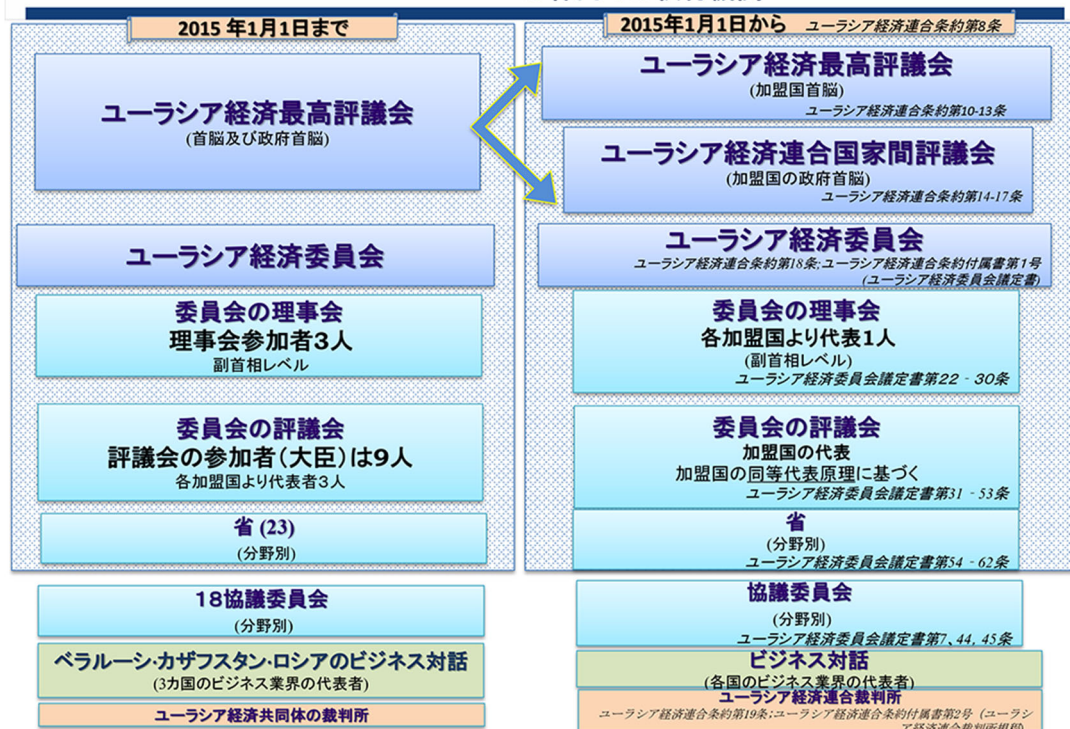 2015 年1月1日まで
ユーラシア経済最高評議会
(首脳及び政府首脳)
ユーラシア経済委員会
委員会の理事会
理事会参加者3人
副首相レベル
委員会の評議会
評議会の参加者(大臣)は9人
各加盟国より代表者3人
省 (23)
(分野別)
18協議委員会
(分野別)
ベラルーシ・カザフスタン・ロシアのビジネス対話
(3カ国のビジネス業界の代表者)
ユーラシア経済共同体の裁判所
2015年1月1日から ユーラシア経済連合条約第8条
ユーラシア経済最高評議会
(加盟国首脳)
ユーラシア経済連合条約第10-13条
ユーラシア経済連合国家間評議会
(加盟国の政府首脳)
ユーラシア経済連合条約第14-17条
ユーラシア経済委員会
ユーラシア経済連合条約第18条;ユーラシア経済連合条約付属書第1号
(ユーラシア経済委員会議定書)
委員会の理事会
各加盟国より代表1人
(副首相レベル)
ユーラシア経済委員会議定書第22‐30条
委員会の評議会
加盟国の代表
加盟国の同等代表原理に基づく
ユーラシア経済委員会議定書第31‐53条
省
(分野別)
ユーラシア経済委員会議定書第54‐62条
協議委員会
(分野別)
ユーラシア経済委員会議定書第7、44, 45条
ビジネス対話
(各国のビジネス業界の代表者)
ユーラシア経済連合裁判所
ユーラシア経済連合条約第19条;ユーラシア経済連合条約付属書第2号(ユーラシ
ア経済連合裁判所規程)